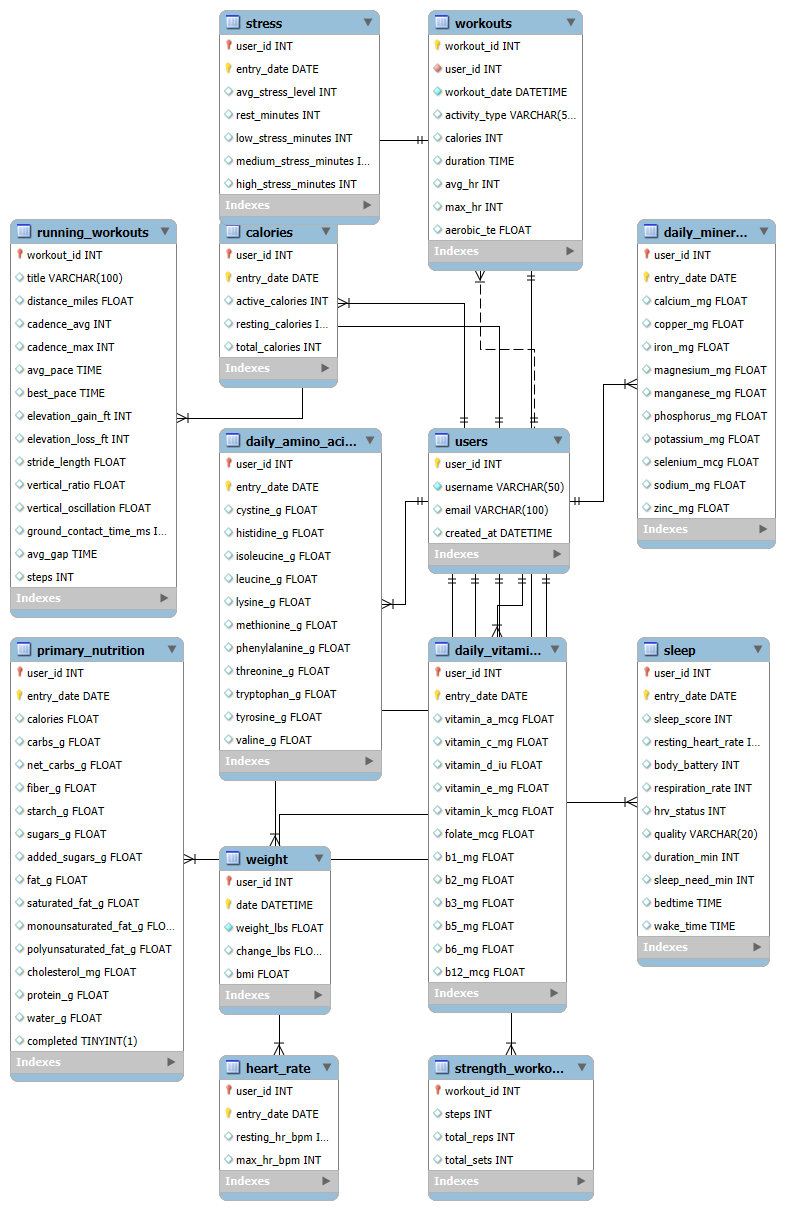 stress
user_id INT
entry_date DATE
avg_stress_level INT
rest_minutes INT
low_stress_minutes INT
medium_stress_minutes I...
high_stress_minutes INT
Indexes
workouts
workout_id INT
user_id INT
workout_date DATETIME
activity_type VARCHAR(5...
calories INT
duration TIME
avg_hr INT
max_hr INT
aerobic_te FLOAT
Indexes
running_workouts
workout_id INT
title VARCHAR(100)
distance_miles FLOAT
cadence_avg INT
cadence_max INT
avg_pace TIME
best_pace TIME
elevation_gain_ft INT
elevation_loss_ft INT
stride_length FLOAT
vertical_ratio FLOAT
vertical_oscillation FLOAT
ground_contact_time_ms I...
avg_gap TIME
steps INT
Indexes
calories
user_id INT
entry_date DATE
active_calories INT
resting_calories I...
total_calories INT
Indexes
daily_miner...
user_id INT
entry_date DATE
calcium_mg FLOAT
copper_mg FLOAT
iron_mg FLOAT
magnesium_mg FLOAT
manganese_mg FLOAT
phosphorus_mg FLOAT
potassium_mg FLOAT
selenium_mcg FLOAT
sodium_mg FLOAT
zinc_mg FLOAT
Indexes
daily_amino_aci...
user_id INT
entry_date DATE
cystine_g FLOAT
histidine_g FLOAT
isoleucine_g FLOAT
leucine_g FLOAT
lysine_g FLOAT
methionine_g FLOAT
phenylalanine_g FLOAT
threonine_g FLOAT
tryptophan_g FLOAT
tyrosine_g FLOAT
valine_g FLOAT
Indexes
users
user_id INT
username VARCHAR(50)
email VARCHAR(100)
created_at DATETIME
Indexes
primary_nutrition
user_id INT
entry_date DATE
calories FLOAT
carbs_g FLOAT
net_carbs_g FLOAT
fiber_g FLOAT
starch_g FLOAT
sugars_g FLOAT
added_sugars_g FLOAT
fat_g FLOAT
saturated_fat_g FLOAT
monounsaturated_fat_g FLO...
polyunsaturated_fat_g FLOAT
cholesterol_mg FLOAT
protein_g FLOAT
water_g FLOAT
completed TINYINT(1)
Indexes
daily_vitami...
user_id INT
entry_date DATE
vitamin_a_mcg FLOAT
vitamin_c_mg FLOAT
vitamin_d_iu FLOAT
vitamin_e_mg FLOAT
vitamin_k_mcg FLOAT
folate_mcg FLOAT
b1_mg FLOAT
b2_mg FLOAT
b3_mg FLOAT
b5_mg FLOAT
b6_mg FLOAT
b12_mcg FLOAT
Indexes
sleep
user_id INT
entry_date DATE
sleep_score INT
resting_heart_rate I...
body_battery INT
respiration_rate INT
hrv_status INT
quality VARCHAR(20)
duration_min INT
sleep_need_min INT
bedtime TIME
wake_time TIME
Indexes
weight
user_id INT
date DATETIME
weight_lbs FLOAT
change_lbs FLO...
bmi FLOAT
Indexes
heart_rate
user_id INT
entry_date DATE
resting_hr_bpm I...
max_hr_bpm INT
Indexes
strength_worko...
workout_id INT
steps INT
total_reps INT
total_sets INT
Indexes